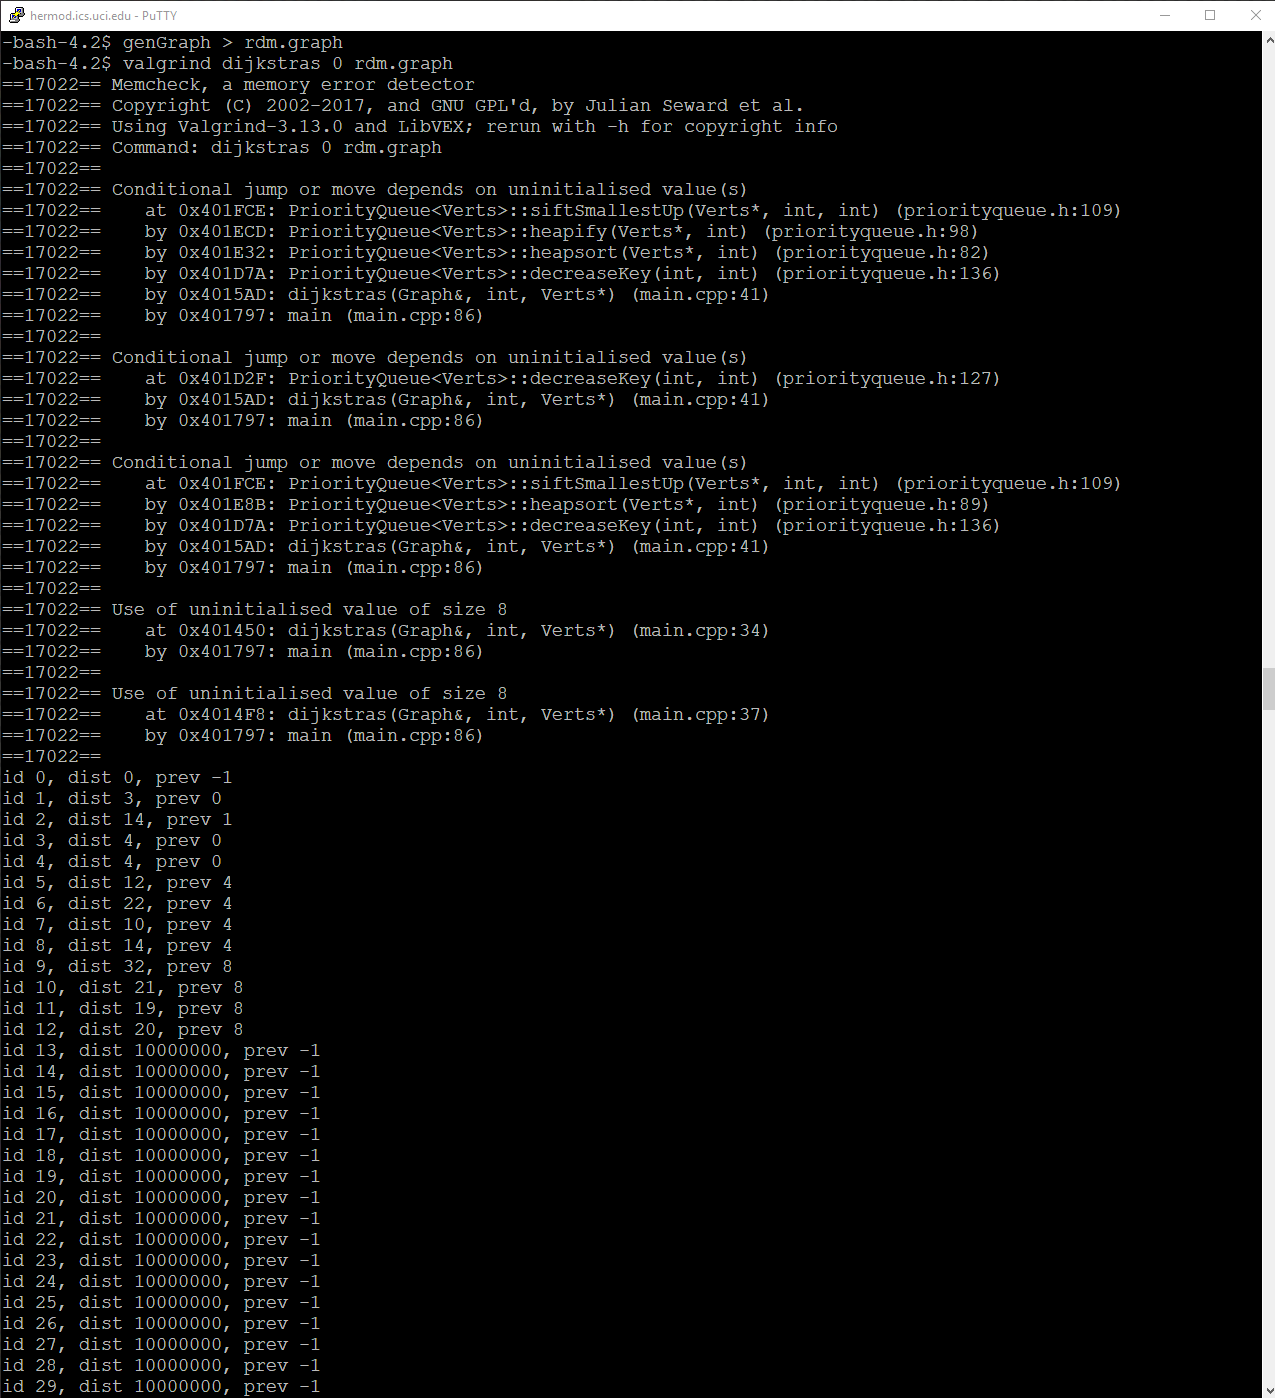 hermod.ics.uci.edu - PuTTY
-bash-4.2$ genGraph > rdm.graph
-bash-4.2$ valgrind dijkstras 0 rdm.graph
==17022== Memcheck, a memory error detector
==17022== Copyright (C) 2002-2017, and GNU GPL'd, by Julian Seward et al.
==17022== Using Valgrind-3.13.0 and LibVEX; rerun with -h for copyright info
==17022== Command: dijkstras 0 rdm.graph
==17022==
==17022== Conditional jump or move depends on uninitialised value(s)
==17022==    at 0x401FCE: PriorityQueue<Verts>::siftSmallestUp(Verts*, int, int) (priorityqueue.h:109)
==17022==    by 0x401ECD: PriorityQueue<Verts>::heapify(Verts*, int) (priorityqueue.h:98)
==17022==    by 0x401E32: PriorityQueue<Verts>::heapsort(Verts*, int) (priorityqueue.h:82)
==17022==    by 0x401D7A: PriorityQueue<Verts>::decreaseKey(int, int) (priorityqueue.h:136)
==17022==    by 0x4015AD: dijkstras(Graph&, int, Verts*) (main.cpp:41)
==17022==    by 0x401797: main (main.cpp:86)
==17022==
==17022== Conditional jump or move depends on uninitialised value(s)
==17022==    at 0x401D2F: PriorityQueue<Verts>::decreaseKey(int, int) (priorityqueue.h:127)
==17022==    by 0x4015AD: dijkstras(Graph&, int, Verts*) (main.cpp:41)
==17022==    by 0x401797: main (main.cpp:86)
==17022==
==17022== Conditional jump or move depends on uninitialised value(s)
==17022==    at 0x401FCE: PriorityQueue<Verts>::siftSmallestUp(Verts*, int, int) (priorityqueue.h:109)
==17022==    by 0x401E8B: PriorityQueue<Verts>::heapsort(Verts*, int) (priorityqueue.h:89)
==17022==    by 0x401D7A: PriorityQueue<Verts>::decreaseKey(int, int) (priorityqueue.h:136)
==17022==    by 0x4015AD: dijkstras(Graph&, int, Verts*) (main.cpp:41)
==17022==    by 0x401797: main (main.cpp:86)
==17022==
==17022== Use of uninitialised value of size 8
==17022==    at 0x401450: dijkstras(Graph&, int, Verts*) (main.cpp:34)
==17022==    by 0x401797: main (main.cpp:86)
==17022==
==17022== Use of uninitialised value of size 8
==17022==    at 0x4014F8: dijkstras(Graph&, int, Verts*) (main.cpp:37)
==17022==    by 0x401797: main (main.cpp:86)
==17022==
id 0, dist 0, prev -1
id 1, dist 3, prev 0
id 2, dist 14, prev 1
id 3, dist 4, prev 0
id 4, dist 4, prev 0
id 5, dist 12, prev 4
id 6, dist 22, prev 4
id 7, dist 10, prev 4
id 8, dist 14, prev 4
id 9, dist 32, prev 8
id 10, dist 21, prev 8
id 11, dist 19, prev 8
id 12, dist 20, prev 8
id 13, dist 10000000, prev -1
id 14, dist 10000000, prev -1
id 15, dist 10000000, prev -1
id 16, dist 10000000, prev -1
id 17, dist 10000000, prev -1
id 18, dist 10000000, prev -1
id 19, dist 10000000, prev -1
id 20, dist 10000000, prev -1
id 21, dist 10000000, prev -1
id 22, dist 10000000, prev -1
id 23, dist 10000000, prev -1
id 24, dist 10000000, prev -1
id 25, dist 10000000, prev -1
id 26, dist 10000000, prev -1
id 27, dist 10000000, prev -1
id 28, dist 10000000, prev -1
id 29, dist 10000000, prev -1